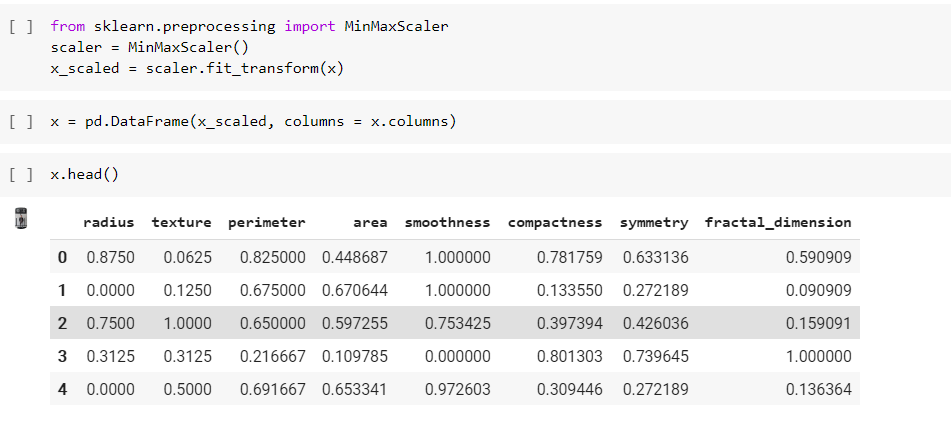 [ ] from sklearn.preprocessing import MinMaxScaler
scaler = MinMaxScaler()
x_scaled = scaler.fit_transform(x)
[ ] x = pd.DataFrame(x_scaled, columns = x.columns)
[ ] x.head()
radius texture perimeter area smoothness compactness symmetry fractal_dimension
0 0.8750 0.0625 0.825000 0.448687 1.000000 0.781759 0.633136 0.590909
1 0.0000 0.1250 0.675000 0.670644 1.000000 0.133550 0.272189 0.090909
2 0.7500 1.0000 0.650000 0.597255 0.753425 0.397394 0.426036 0.159091
3 0.3125 0.3125 0.216667 0.109785 0.000000 0.801303 0.739645 1.000000
4 0.0000 0.5000 0.691667 0.653341 0.972603 0.309446 0.272189 0.136364